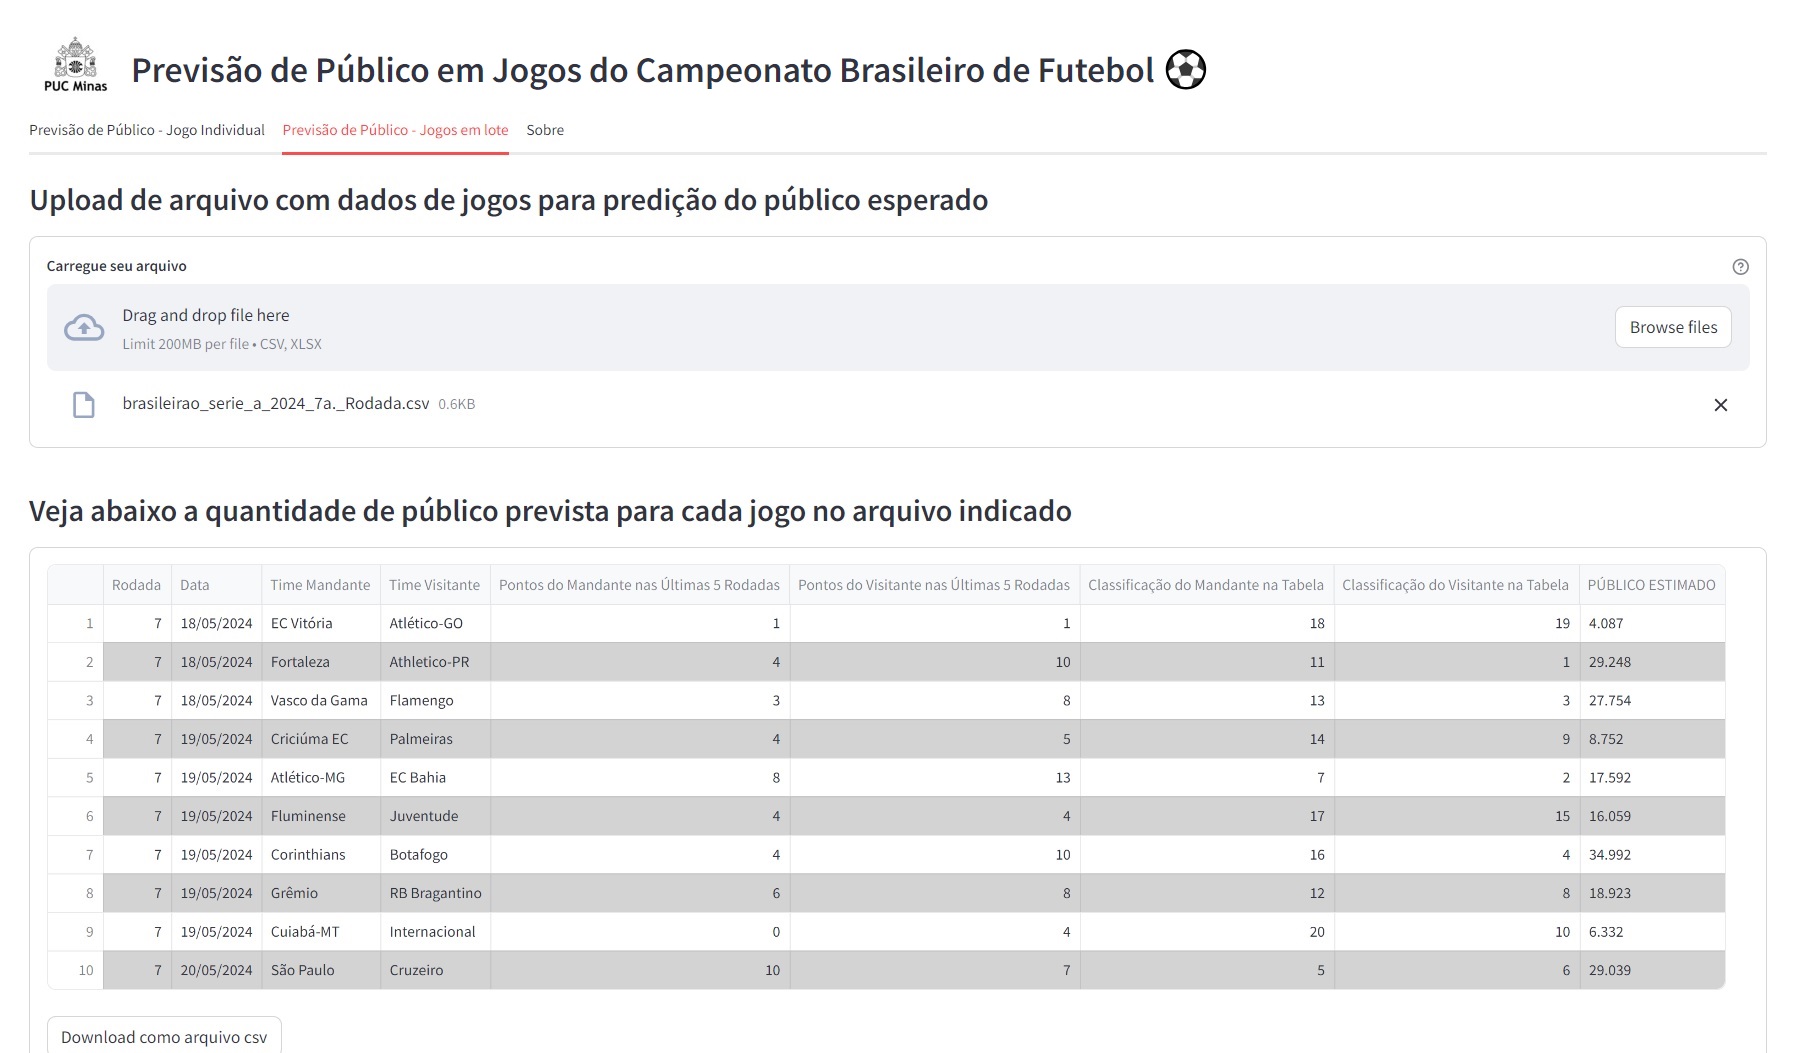 PUC Minas
Previsão de Público em Jogos do Campeonato Brasileiro de Futebol
Previsão de Público - Jogo Individual Previsão de Público - Jogos em lote Sobre
Upload de arquivo com dados de jogos para predição do público esperado
Carregue seu arquivo
Drag and drop file here
Limit 200MB per file • CSV, XLSX
Browse files
brasileirao_serie_a_2024_7a._Rodada.csv 0.6KB
Veja abaixo a quantidade de público prevista para cada jogo no arquivo indicado
Rodada Data Time Mandante Time Visitante Pontos do Mandante nas Últimas 5 Rodadas Pontos do Visitante nas Últimas 5 Rodadas Classificação do Mandante na Tabela Classificação do Visitante na Tabela PÚBLICO ESTIMADO
1 7 18/05/2024 EC Vitória Atlético-GO 1 1 18 19 4.087
2 7 18/05/2024 Fortaleza Athletico-PR 4 10 11 1 29.248
3 7 18/05/2024 Vasco da Gama Flamengo 3 8 13 3 27.754
4 7 19/05/2024 Criciúma EC Palmeiras 4 5 14 9 8.752
5 7 19/05/2024 Atlético-MG EC Bahia 8 13 7 2 17.592
6 7 19/05/2024 Fluminense Juventude 4 4 17 15 16.059
7 7 19/05/2024 Corinthians Botafogo 4 10 16 4 34.992
8 7 19/05/2024 Grêmio RB Bragantino 6 8 12 8 18.923
9 7 19/05/2024 Cuiabá-MT Internacional 0 4 20 10 6.332
10 7 20/05/2024 São Paulo Cruzeiro 10 7 5 6 29.039
Download como arquivo csv